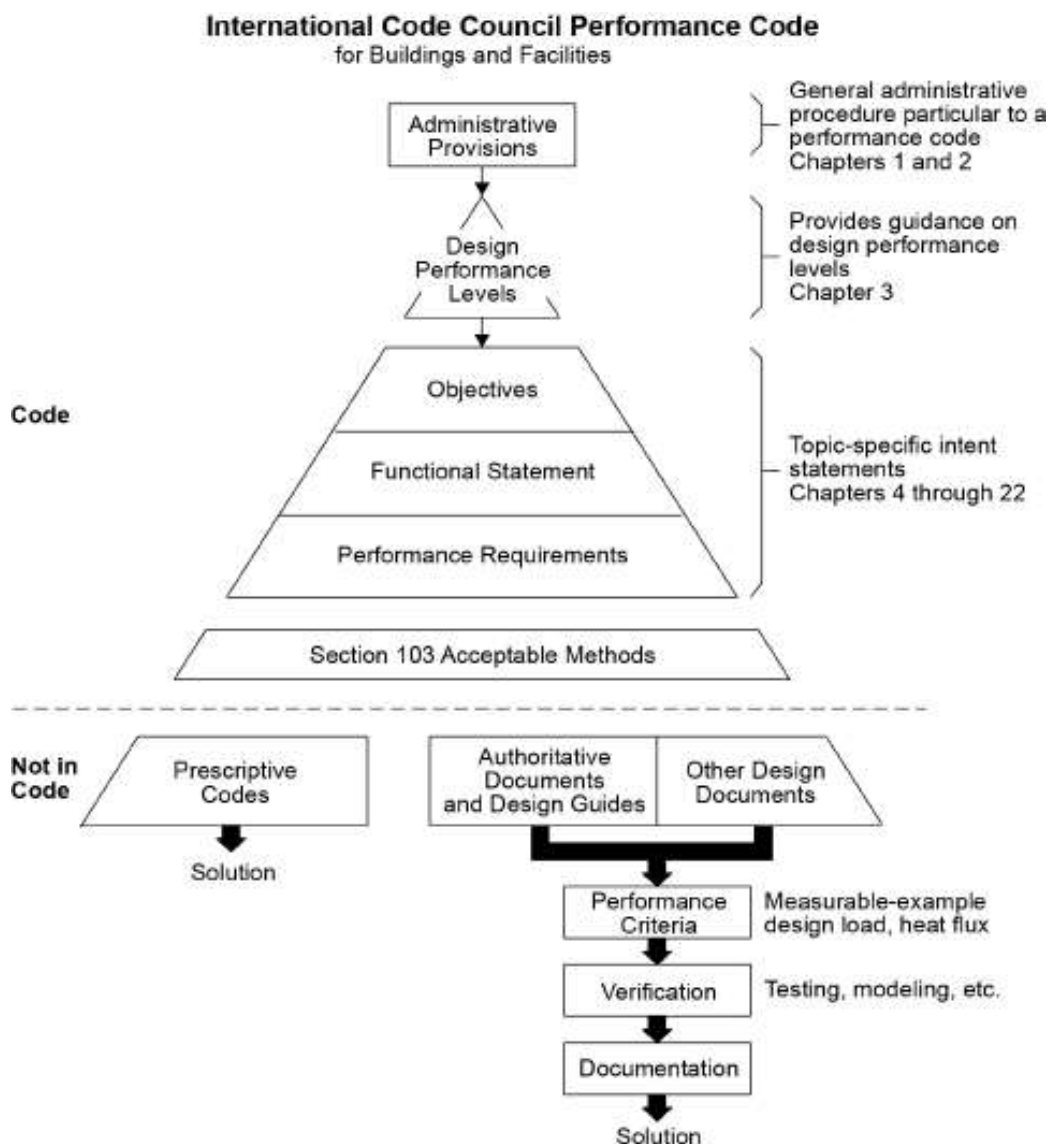 International Code Council Performance Code
for Buildings and Facilities
Administrative
Provisions
General administrative
procedure particular to a
performance code
Chapters 1 and 2
Design
Performance
Levels
Provides guidance on
design performance
levels
Chapter 3
Code
Objectives
Functional Statement
Performance Requirements
Topic-specific intent
statements
Chapters 4 through 22
Section 103 Acceptable Methods
Not in
Code
Prescriptive
Codes
Solution
Authoritative
Documents
and Design Guides
Other Design
Documents
Performance
Criteria
Measurable-example
design load, heat flux
Verification
Testing, modeling, etc.
Documentation
Solution